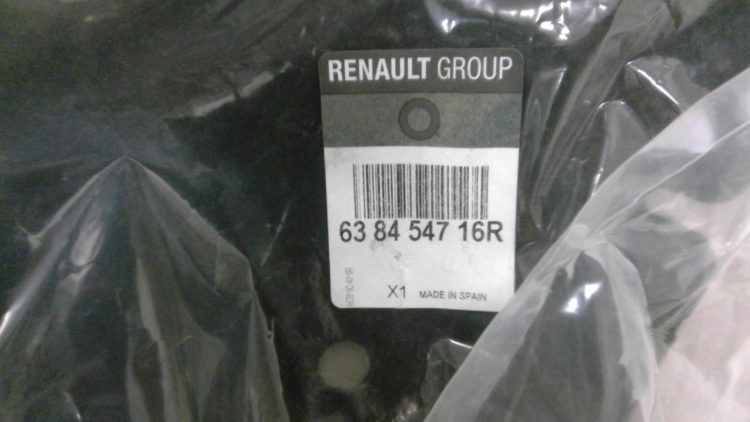 RENAULT GROUP
63 84 547 16R
X1 MADE IN SPAIN